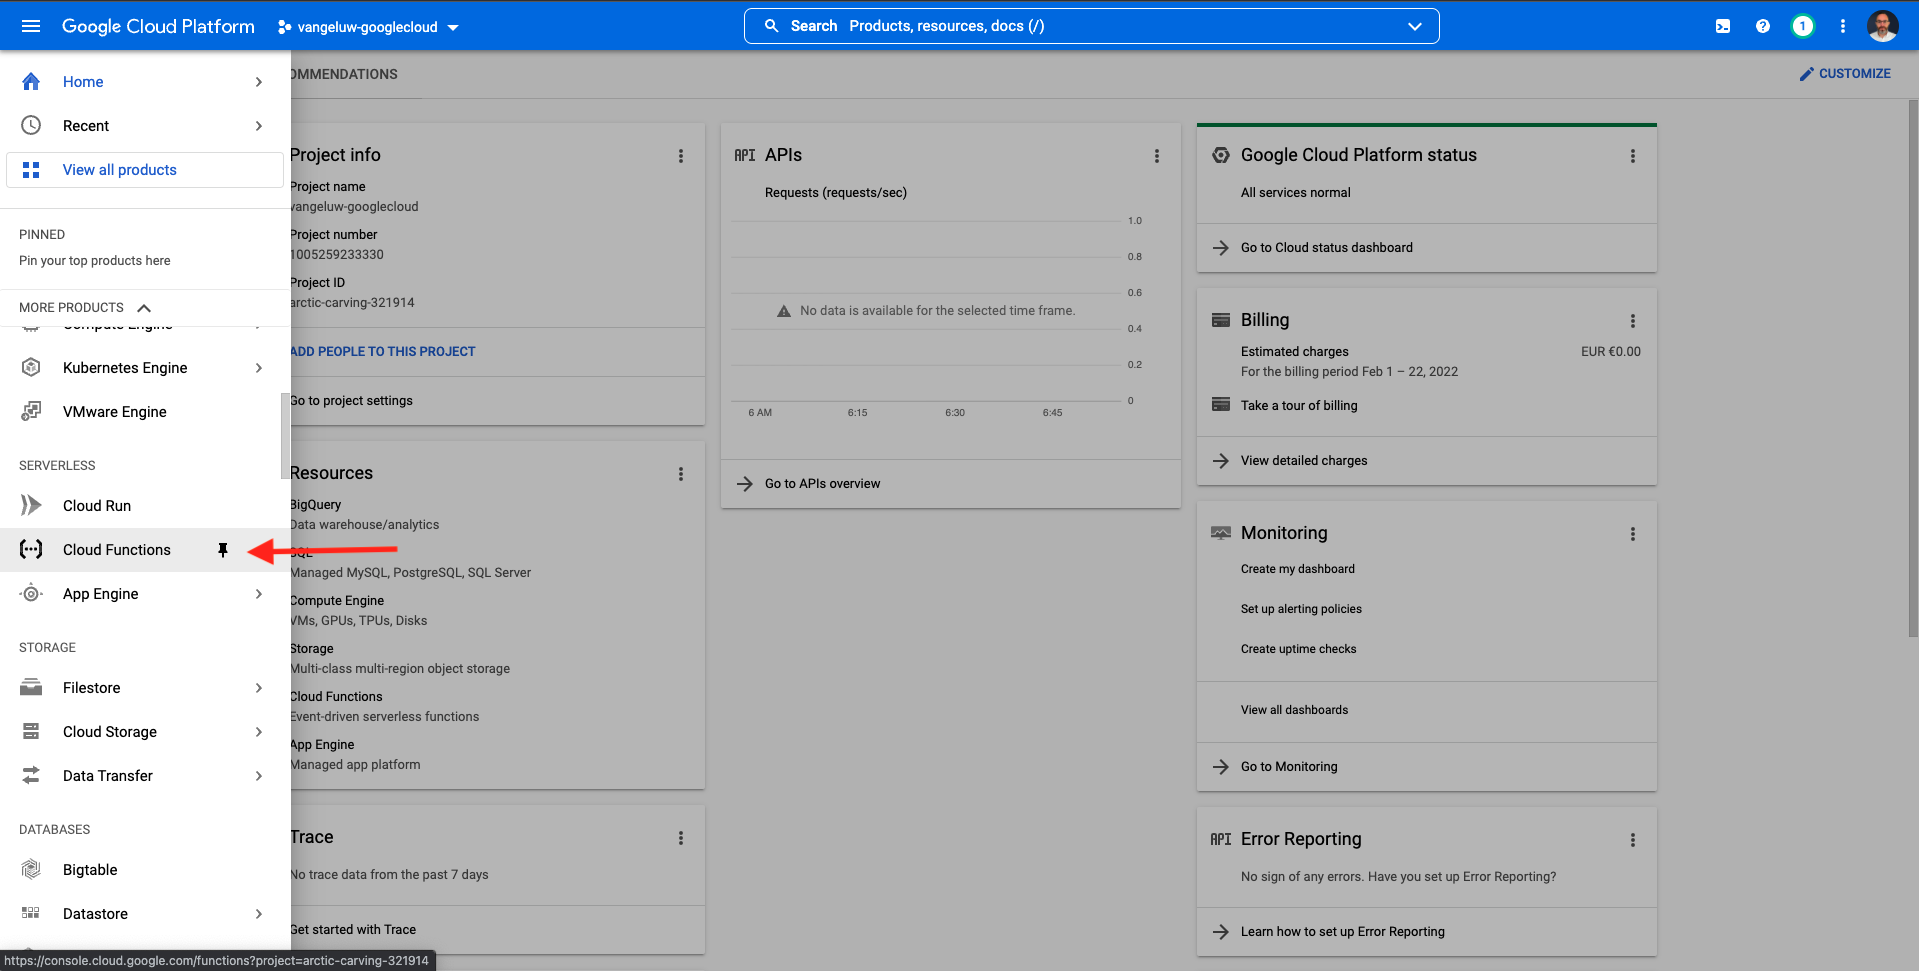 Google Cloud Platform
vangeluw-googlecloud
Search Products, resources, docs (/)
1
Home
Recent
View all products
PINNED
Pin your top products here
MORE PRODUCTS
Compute Engine
Kubernetes Engine
VMware Engine
SERVERLESS
Cloud Run
Cloud Functions
App Engine
STORAGE
Filestore
Cloud Storage
Data Transfer
DATABASES
Bigtable
Datastore
https://console.cloud.google.com/functions?project=arctic-carving-321914
OMMENDATIONS
CUSTOMIZE
Project info
Project name
vangeluw-googlecloud
Project number
1005259233330
Project ID
arctic-carving-321914
ADD PEOPLE TO THIS PROJECT
Go to project settings
Resources
BigQuery
Data warehouse/analytics
SQL
Managed MySQL, PostgreSQL, SQL Server
Compute Engine
VMs, GPUs, TPUs, Disks
Storage
Multi-class multi-region object storage
Cloud Functions
Event-driven serverless functions
App Engine
Managed app platform
Trace
No trace data from the past 7 days
Get started with Trace
API APIs
Requests (requests/sec)
1.0
0.8
0.6
No data is available for the selected time frame.
0.4
0.2
0
6 AM 6:15 6:30 6:45
Go to APIs overview
Google Cloud Platform status
All services normal
Go to Cloud status dashboard
Billing
Estimated charges EUR €0.00
For the billing period Feb 1 – 22, 2022
Take a tour of billing
View detailed charges
Monitoring
Create my dashboard
Set up alerting policies
Create uptime checks
View all dashboards
Go to Monitoring
API Error Reporting
No sign of any errors. Have you set up Error Reporting?
Learn how to set up Error Reporting